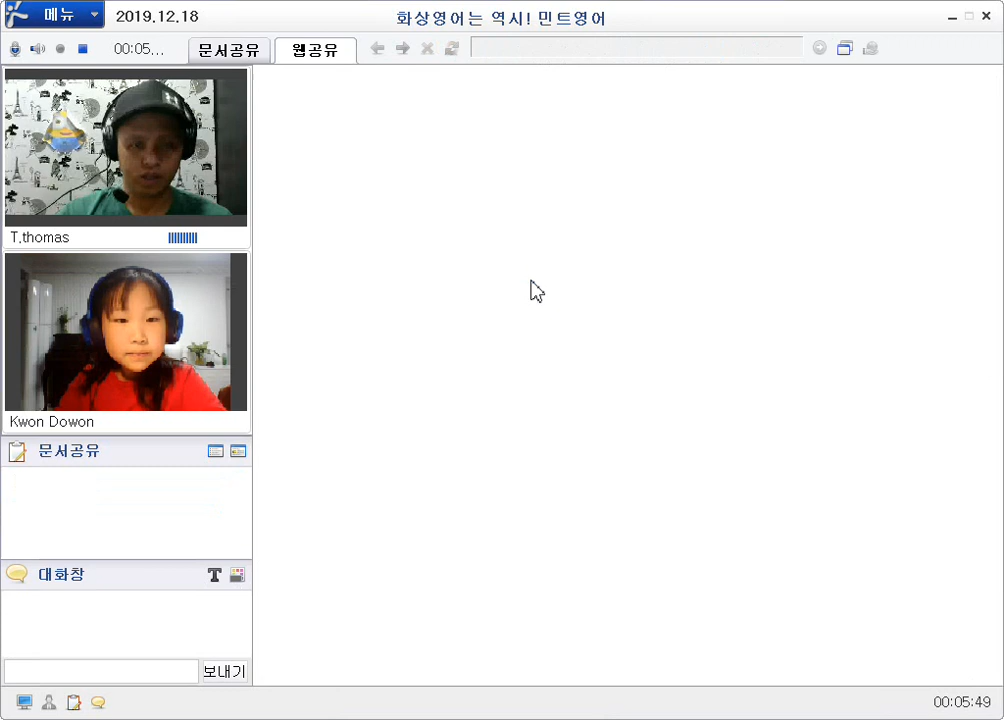 메뉴
2019.12.18
화상영어는 역시! 민트영어
00:05...
문서공유
웹공유
T.thomas
Kwon Dowon
문서공유
대화창
T
보내기
00:05:49